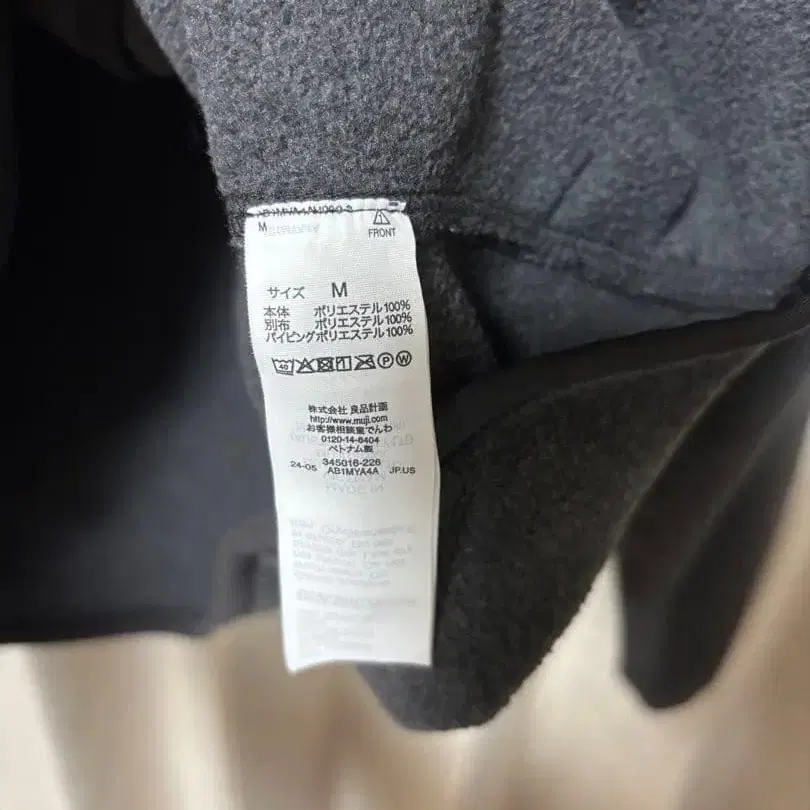 M
FRONT
サイズ M
本体 ポリエステル100%
別布 ポリエステル100%
パイピングポリエステル100%
40
P W
株式会社 良品計画
http://www.muji.com
お客様相談室でんわ
0120-14-6404
ベトナム製
24-05 345016-226
AB1MYA4A JP.US